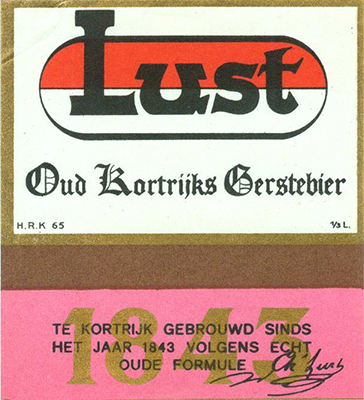 Lust
Oud Kortrijks Gerstebier
H.R.K 65
⅓ L.
1843
TE KORTRIJK GEBROUWD SINDS
HET JAAR 1843 VOLGENS ECHT
OUDE FORMULE